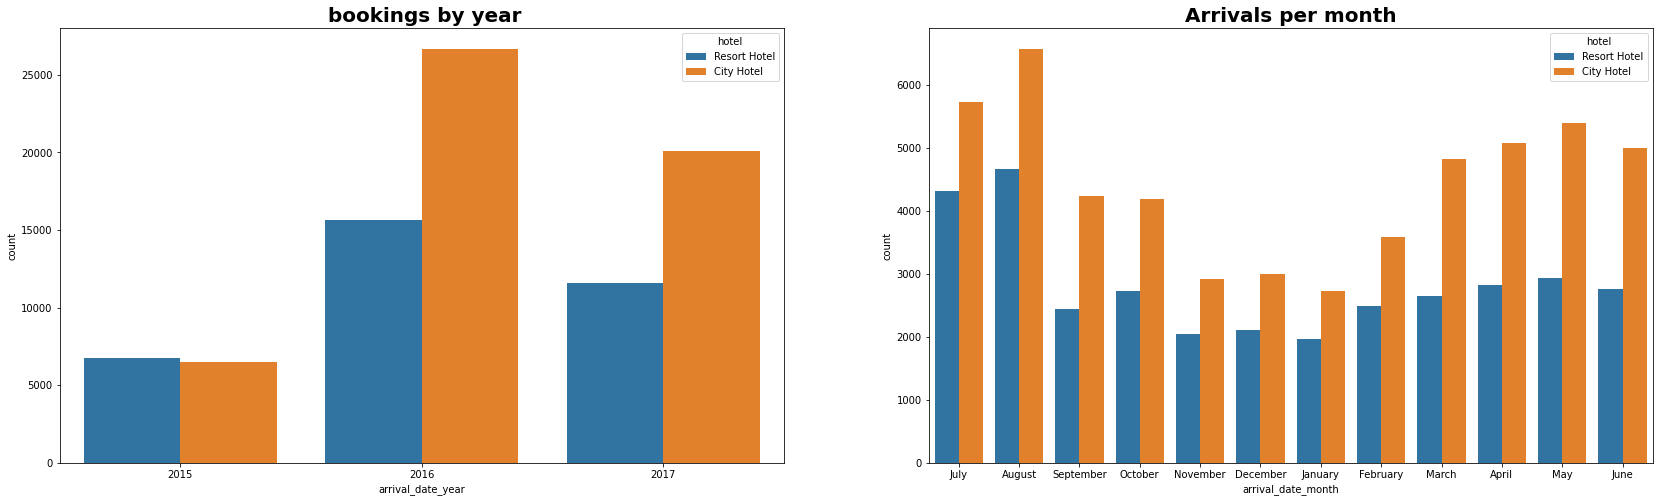 bookings by year
hotel
Resort Hotel
City Hotel
25000
20000
15000
10000
5000
0
count
2015 2016 2017
arrival_date_year
Arrivals per month
hotel
Resort Hotel
City Hotel
6000
5000
4000
3000
2000
1000
0
count
July August September October November December January February March April May June
arrival_date_month